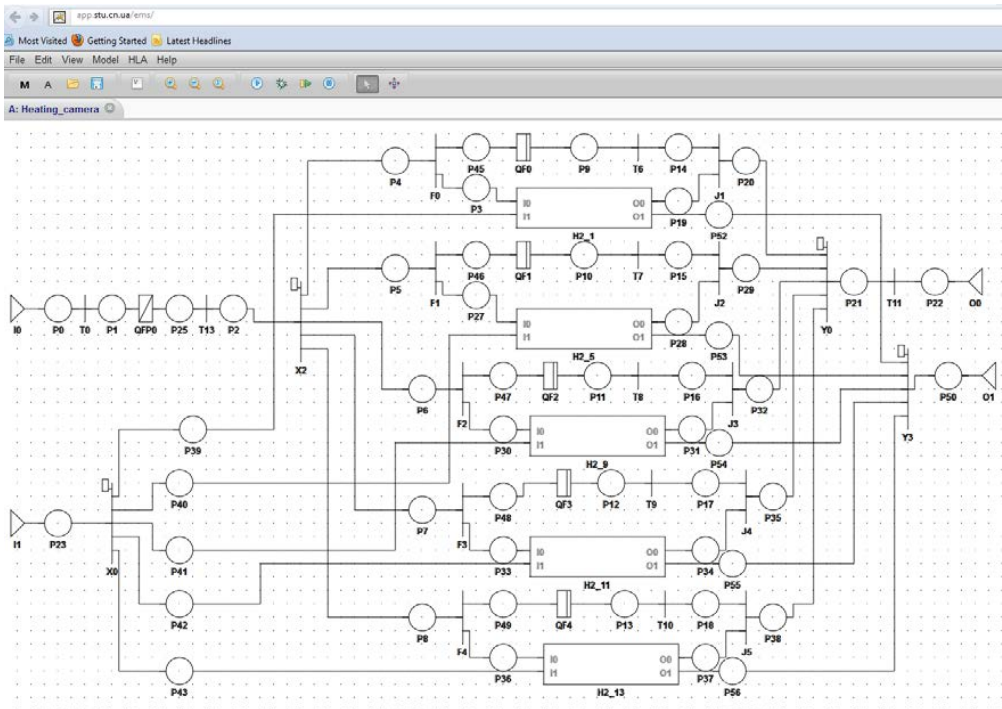 app.stu.cn.ua/ems/
Most Visited Getting Started Latest Headlines
File Edit View Model HLA Help
M A V
A: Heating_camera
P4 F0 P45 QF0 P9 T6 P14 J1 P20
P3 I0 I1 O0 O1 P19 P52
H2_1
P5 F1 P46 QF1 P10 T7 P15 J2 P29
P27 I0 I1 O0 O1 P28 P53
H2_5
I0 P0 T0 P1 QFP0 P25 T13 P2 X2
Y0 P21 T11 P22 O0
P6 F2 P47 QF2 P11 T8 P16 J3 P32
P50 O1
Y3
P39
P30 I0 I1 O0 O1 P31 P54
H2_9
P40
P7 F3 P48 QF3 P12 T9 P17 J4 P35
I1 P23 X0
P41
P33 I0 I1 O0 O1 P34 P55
H2_11
P42
P8 F4 P49 QF4 P13 T10 P18 J5 P38
P43
P36 I0 I1 O0 O1 P37 P56
H2_13